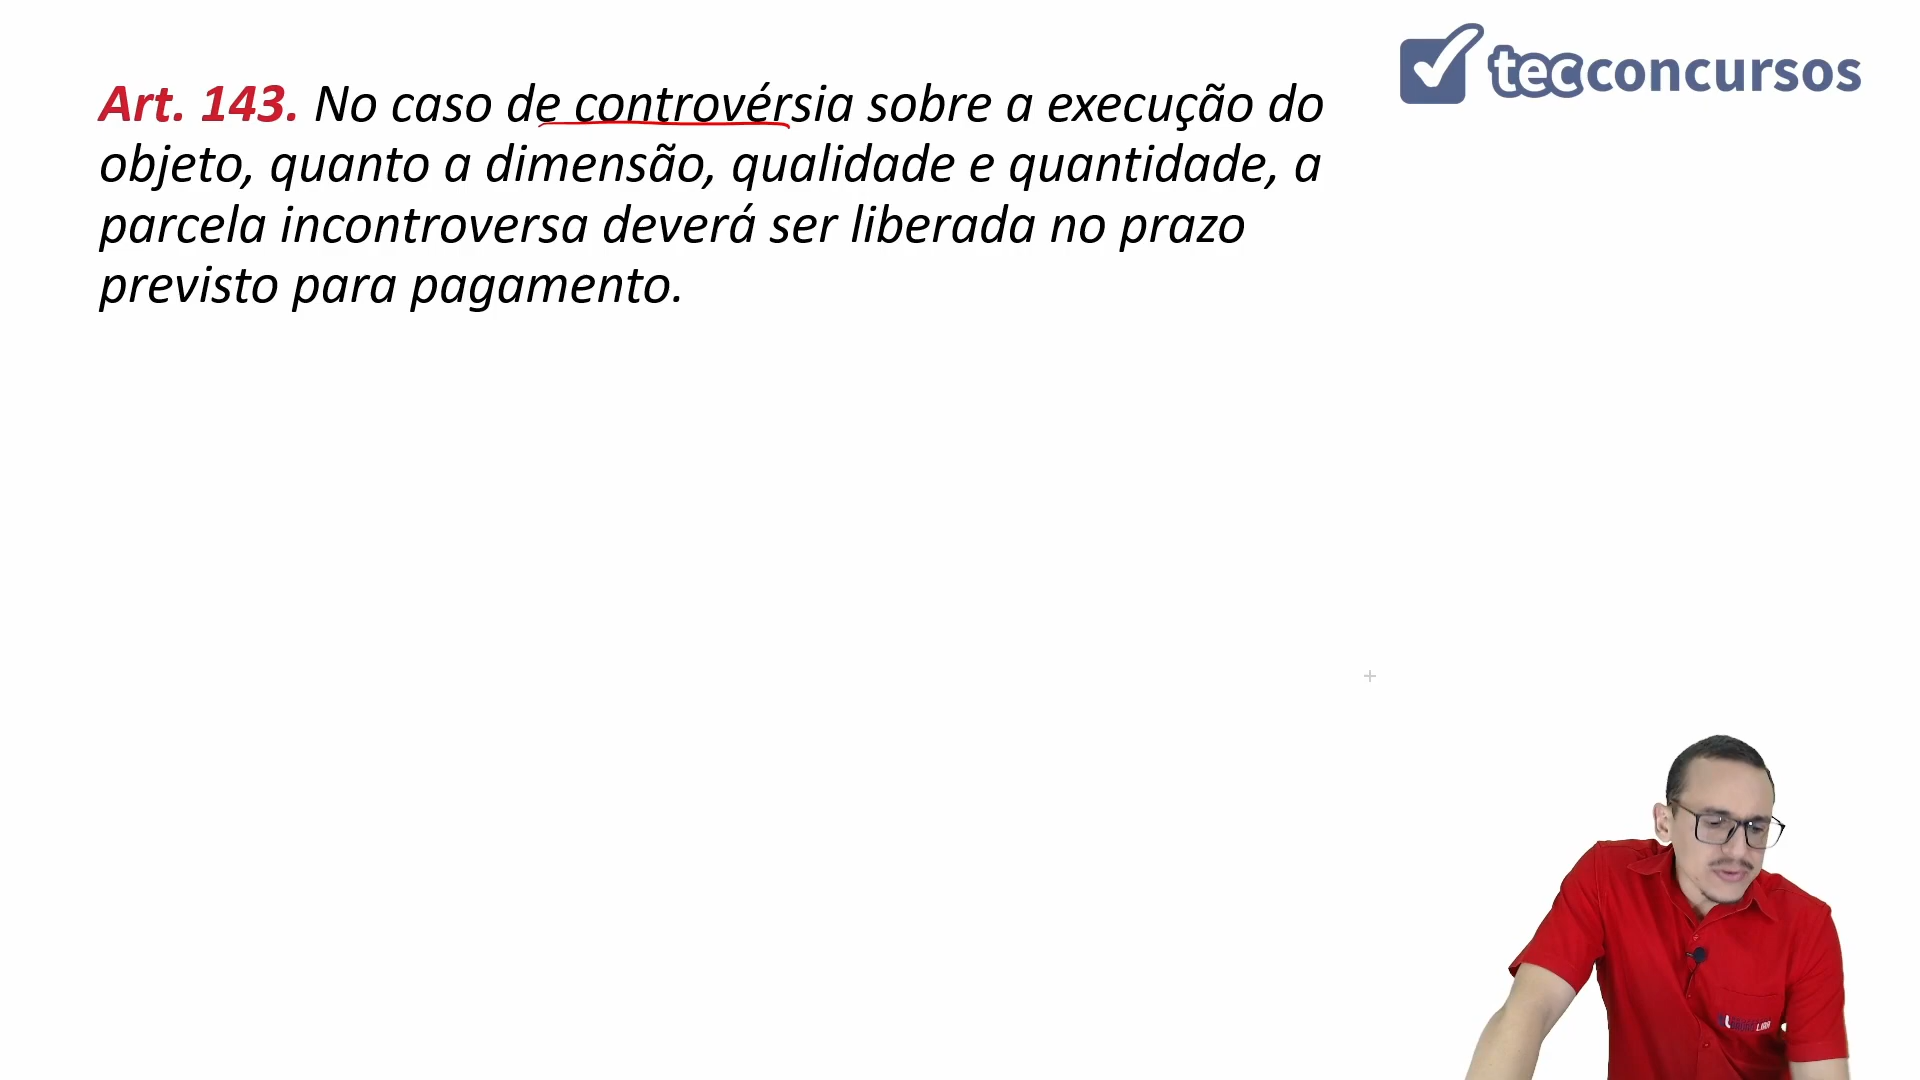 tecconcursos
Art. 143. No caso de controvérsia sobre a execução do
objeto, quanto a dimensão, qualidade e quantidade, a
parcela incontroversa deverá ser liberada no prazo
previsto para pagamento.